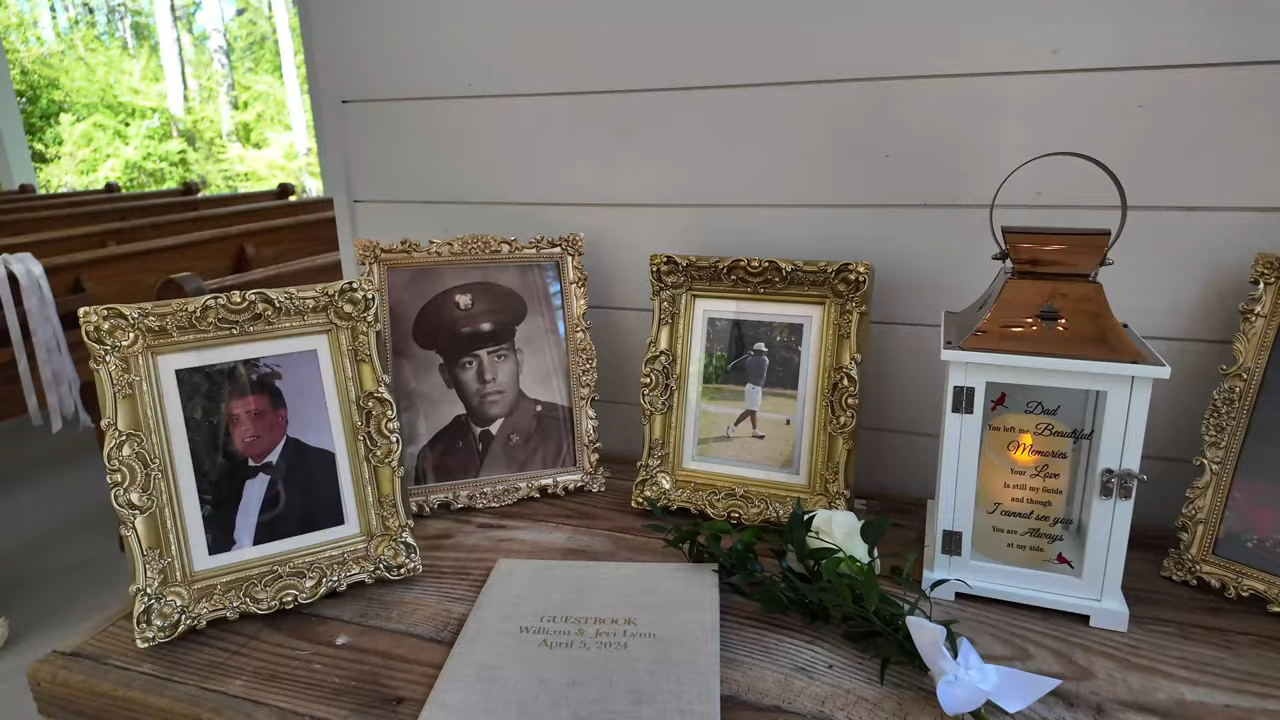 GUESTBOOK
William & Jeri Lynn
April 5, 2024
Dad
You left me Beautiful
Memories
Your Love
Is still my Guide
and though
I cannot see you
You are Always
at my side.